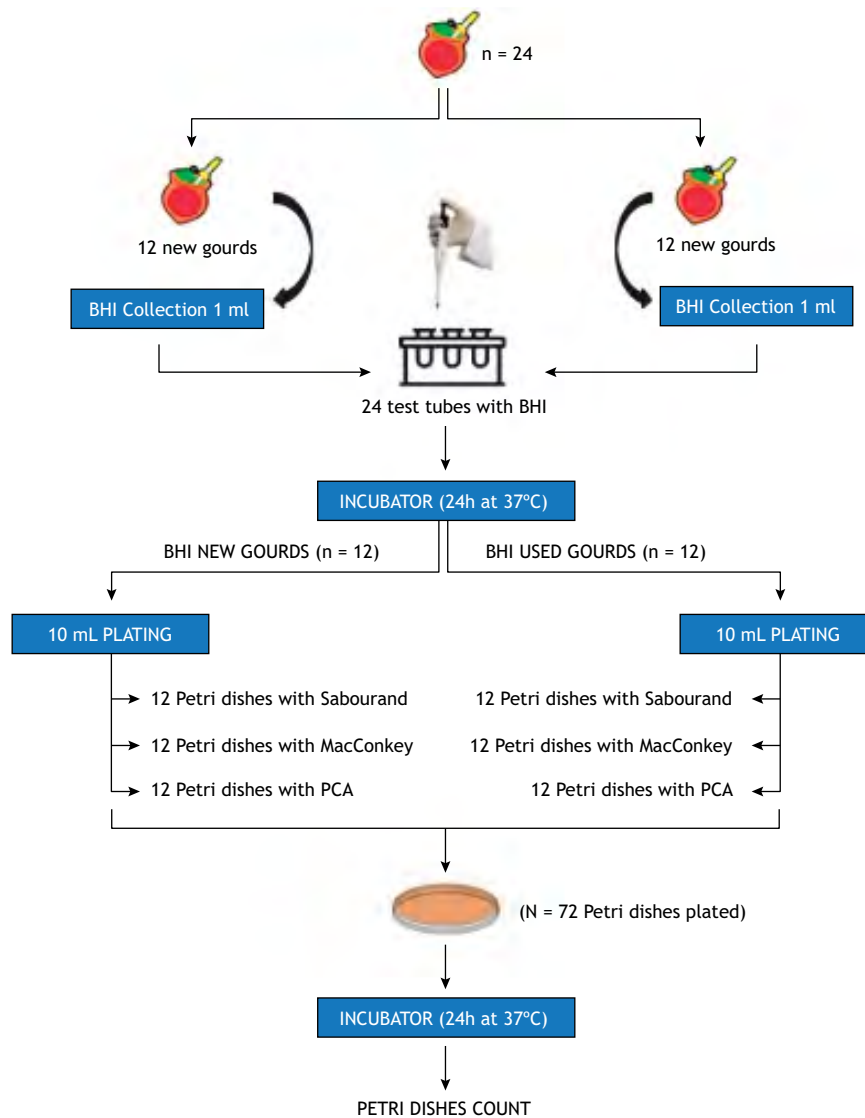 n = 24
12 new gourds
12 new gourds
BHI Collection 1 ml
BHI Collection 1 ml
24 test tubes with BHI
INCUBATOR (24h at 37ºC)
BHI NEW GOURDS (n = 12)
BHI USED GOURDS (n = 12)
10 mL PLATING
10 mL PLATING
12 Petri dishes with Sabourand
12 Petri dishes with Sabourand
12 Petri dishes with MacConkey
12 Petri dishes with MacConkey
12 Petri dishes with PCA
12 Petri dishes with PCA
(N = 72 Petri dishes plated)
INCUBATOR (24h at 37ºC)
PETRI DISHES COUNT